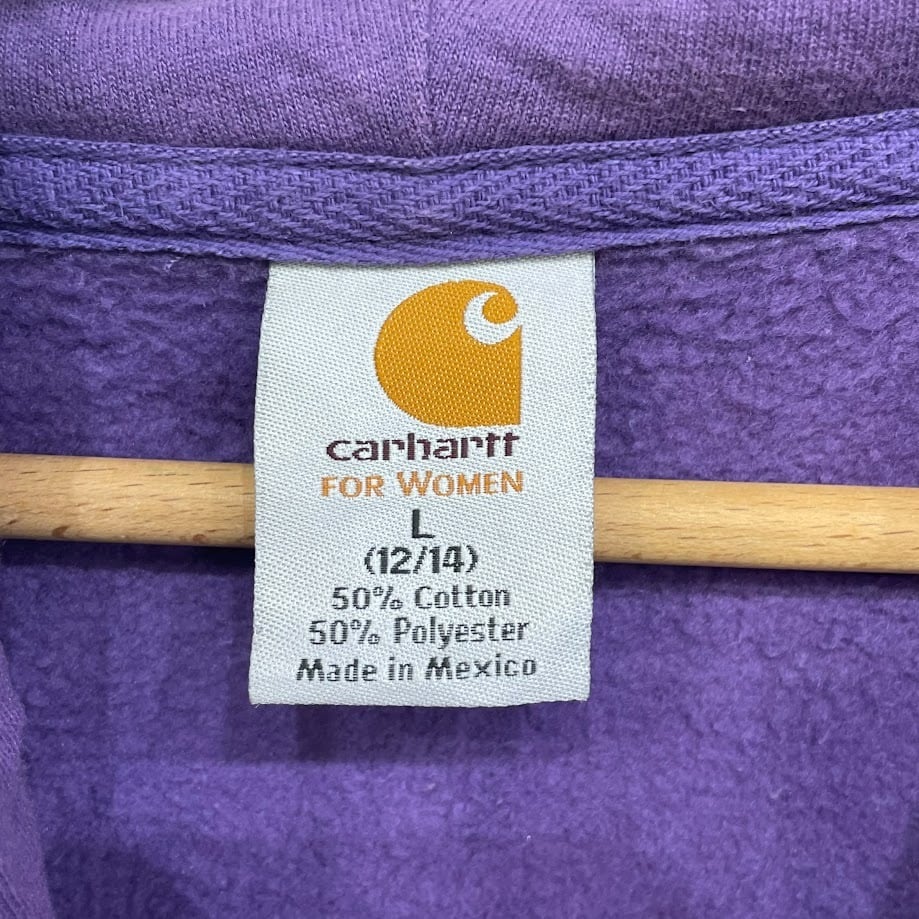 carhartt
FOR WOMEN
L
(12/14)
50% Cotton
50% Polyester
Made in Mexico